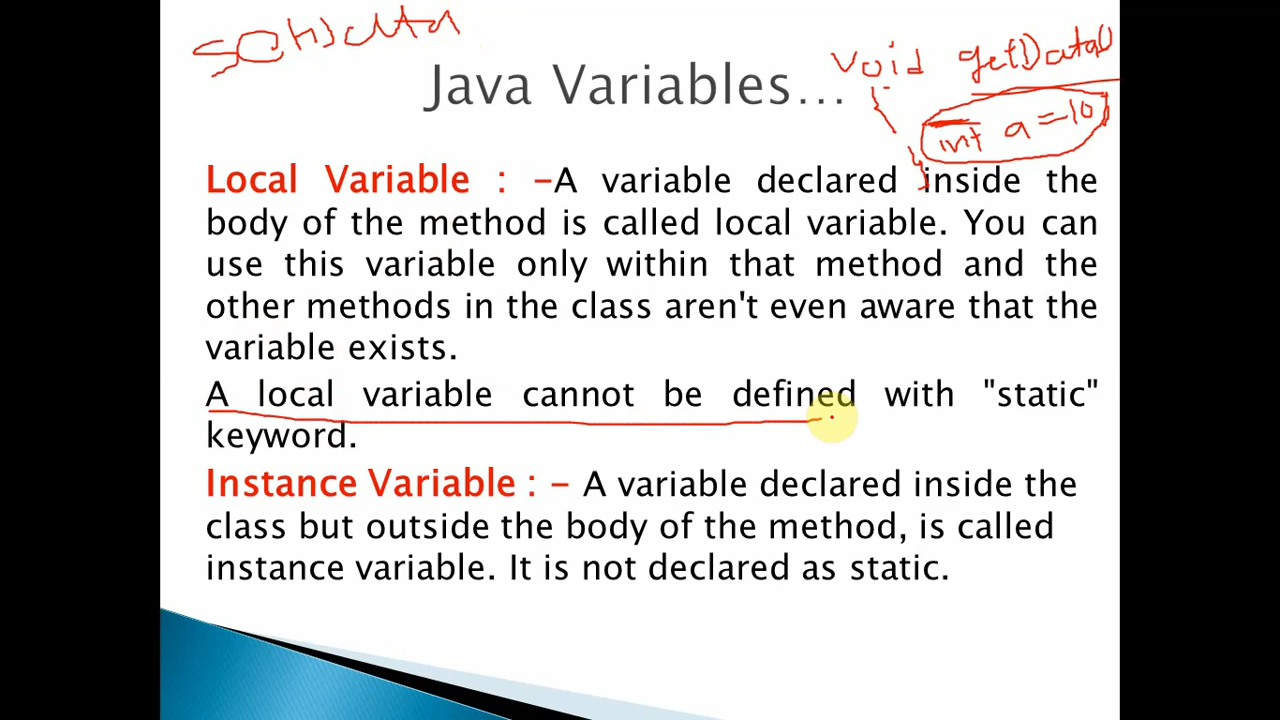 void getData()
Java Variables...
int a=10
Local Variable : -A variable declared inside the
body of the method is called local variable. You can
use this variable only within that method and the
other methods in the class aren't even aware that the
variable exists.
A local variable cannot be defined with "static"
keyword.
Instance Variable : - A variable declared inside the
class but outside the body of the method, is called
instance variable. It is not declared as static.